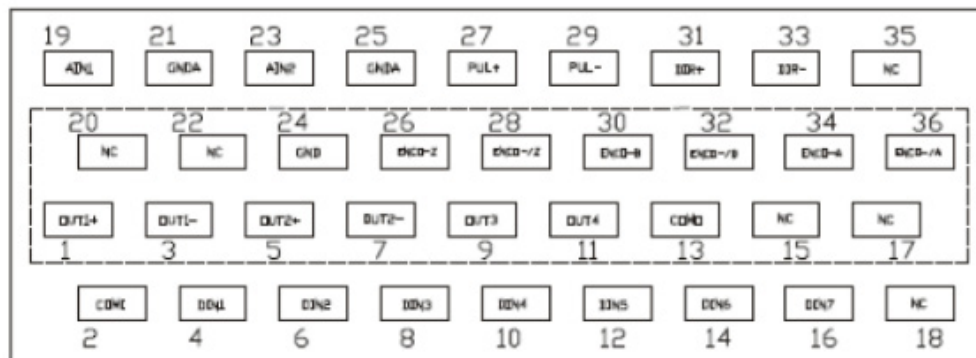 19 21 23 25 27 29 31 33 35
AIN1 GNDA AIN2 GNDA PUL+ PUL- DIR+ DIR- NC
20 22 24 26 28 30 32 34 36
NC NC GND ENCO-Z ENCO-/Z ENCO-B ENCO-/B ENCO-A ENCO-/A
OUT1+ OUT1- OUT2+ OUT2- OUT3 OUT4 COMO NC NC
1 3 5 7 9 11 13 15 17
COMI DIN1 DIN2 DIN3 DIN4 DIN5 DIN6 DIN7 NC
2 4 6 8 10 12 14 16 18